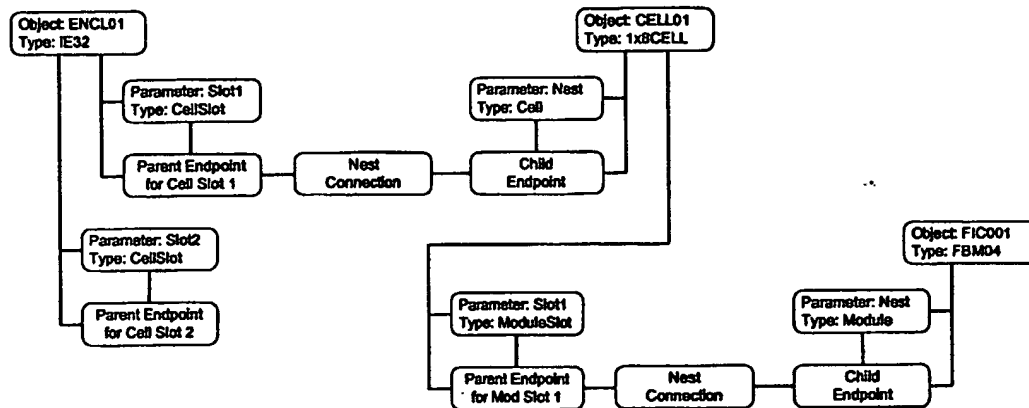 Object: ENCL01
Type: IE32
Object: CELL01
Type: 1x8CELL
Parameter: Slot1
Type: CellSlot
Parameter: Nest
Type: Cell
Parent Endpoint
for Cell Slot 1
Nest
Connection
Child
Endpoint
Parameter: Slot2
Type: CellSlot
Object: FIC001
Type: FBM04
Parent Endpoint
for Cell Slot 2
Parameter: Slot1
Type: ModuleSlot
Parameter: Nest
Type: Module
Parent Endpoint
for Mod Slot 1
Nest
Connection
Child
Endpoint